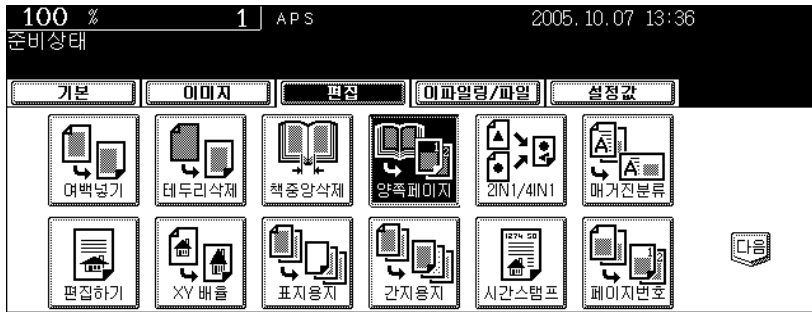 100 % 1 APS 2005.10.07 13:36
준비상태
기본 이미지 편집 이파일링/파일 설정값
여백넣기 테두리삭제 책중앙삭제 양쪽페이지 2IN1/4IN1 매거진분류
편집하기 XY 배율 표지용지 간지용지 시간스탬프 페이지번호
다음